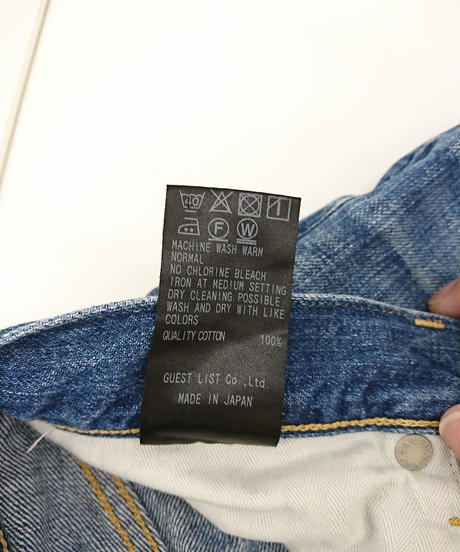 40
F W
MACHINE WASH WARM
NORMAL
NO CHLORINE BLEACH
IRON AT MEDIUM SETTING
DRY CLEANING POSSIBLE
WASH AND DRY WITH LIKE
COLORS
QUALITY COTTON 100%
GUEST LIST Co.,Ltd.
MADE IN JAPAN